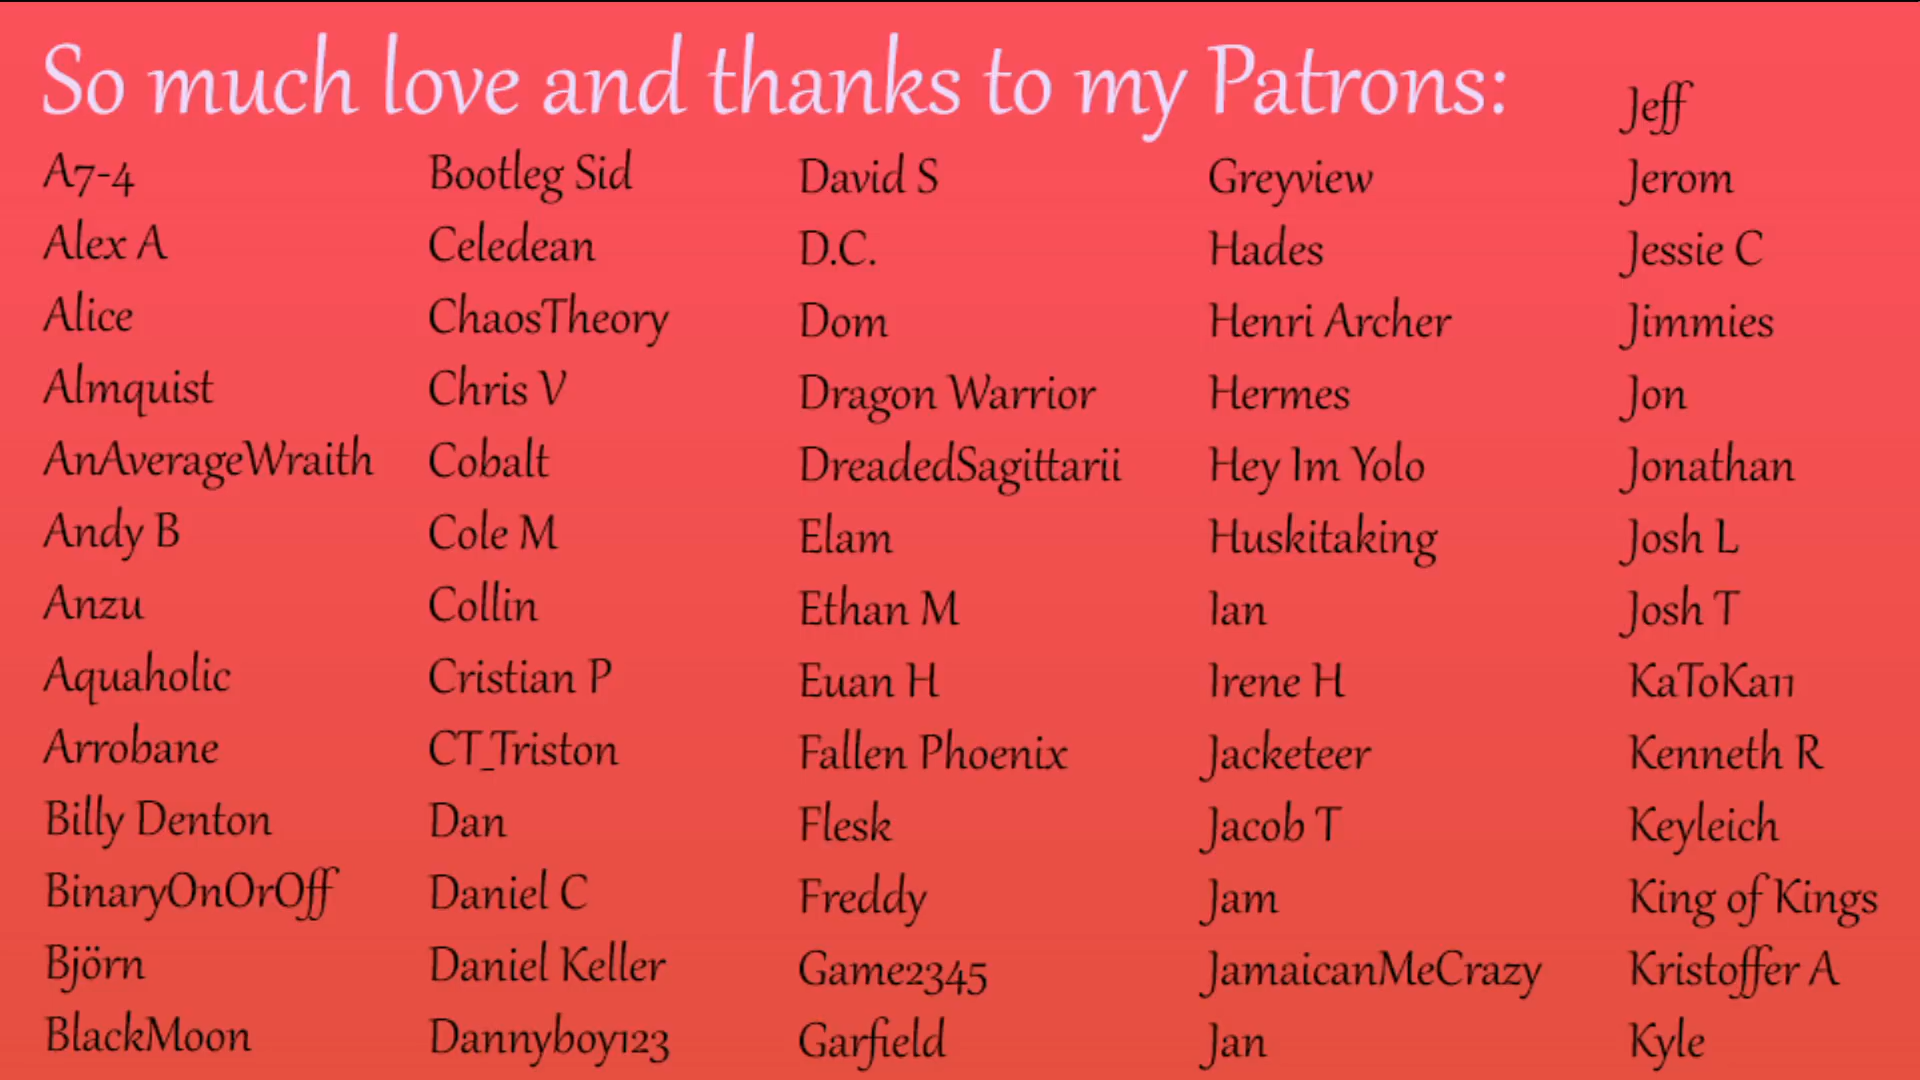 So much love and thanks to my Patrons:
A7-4
Alex A
Alice
Almquist
AnAverageWraith
Andy B
Anzu
Aquaholic
Arrobane
Billy Denton
BinaryOnOrOff
Björn
BlackMoon
Bootleg Sid
Celedean
ChaosTheory
Chris V
Cobalt
Cole M
Collin
Cristian P
CT_Triston
Dan
Daniel C
Daniel Keller
Dannyboy123
David S
D.C.
Dom
Dragon Warrior
DreadedSagittarii
Elam
Ethan M
Euan H
Fallen Phoenix
Flesk
Freddy
Game2345
Garfield
Greyview
Hades
Henri Archer
Hermes
Hey Im Yolo
Huskitaking
Ian
Irene H
Jacketeer
Jacob T
Jam
JamaicanMeCrazy
Jan
Jeff
Jerom
Jessie C
Jimmies
Jon
Jonathan
Josh L
Josh T
KaToKa11
Kenneth R
Keyleich
King of Kings
Kristoffer A
Kyle